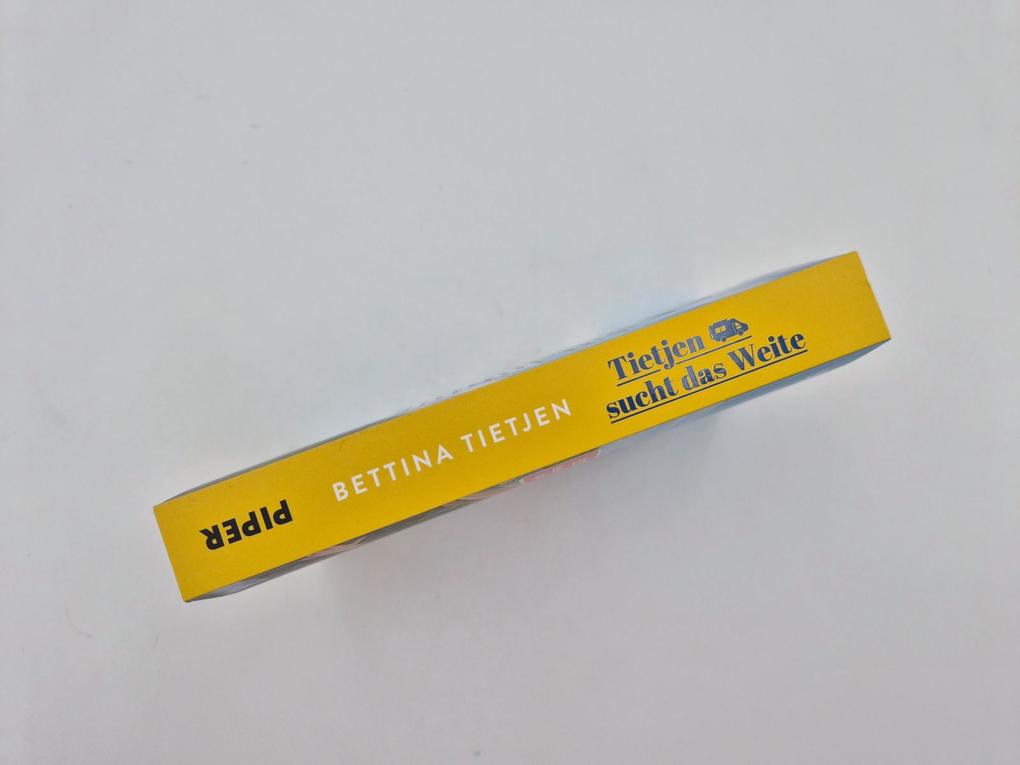 PIPER
BETTINA TIETJEN
Tietjen
sucht das Weite